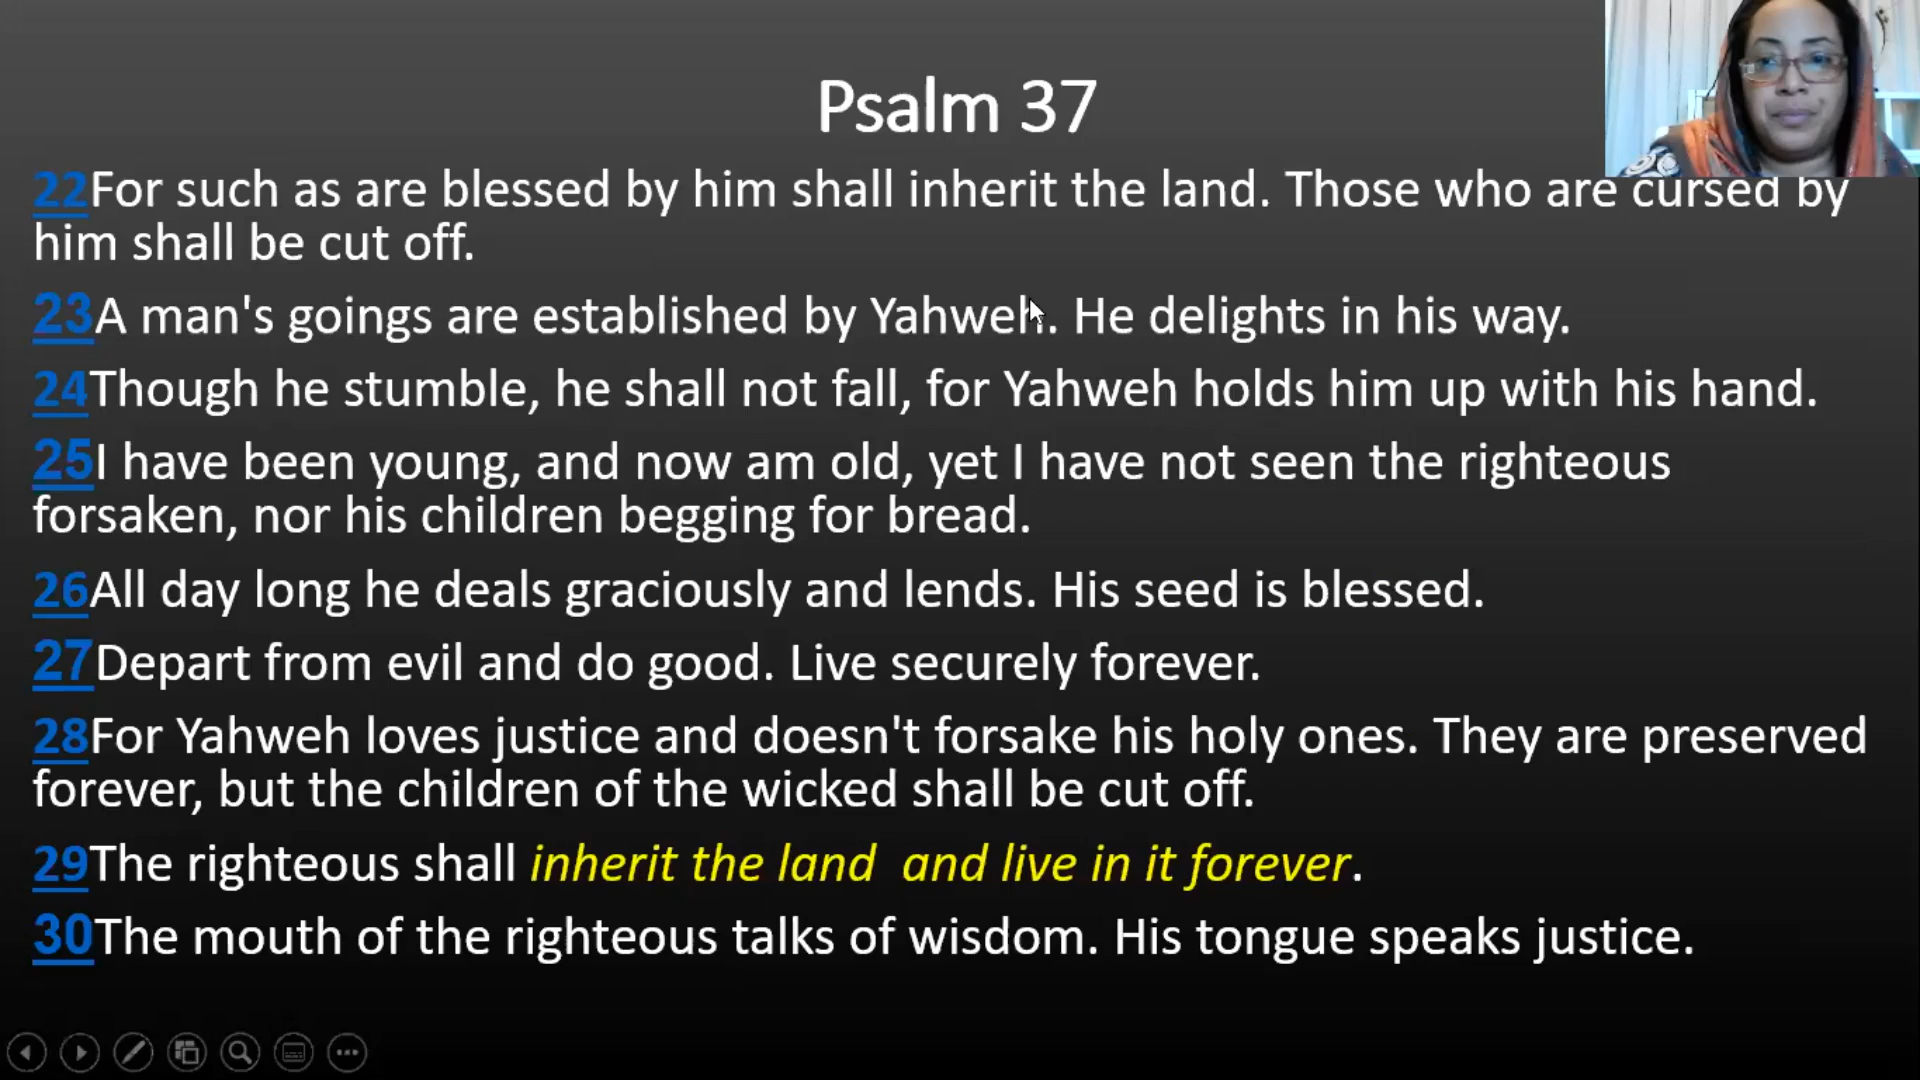 Psalm 37
22For such as are blessed by him shall inherit the land. Those who are cursed by
him shall be cut off.
23A man's goings are established by Yahweh. He delights in his way.
24Though he stumble, he shall not fall, for Yahweh holds him up with his hand.
25I have been young, and now am old, yet I have not seen the righteous
forsaken, nor his children begging for bread.
26All day long he deals graciously and lends. His seed is blessed.
27Depart from evil and do good. Live securely forever.
28For Yahweh loves justice and doesn't forsake his holy ones. They are preserved
forever, but the children of the wicked shall be cut off.
29The righteous shall inherit the land  and live in it forever.
30The mouth of the righteous talks of wisdom. His tongue speaks justice.